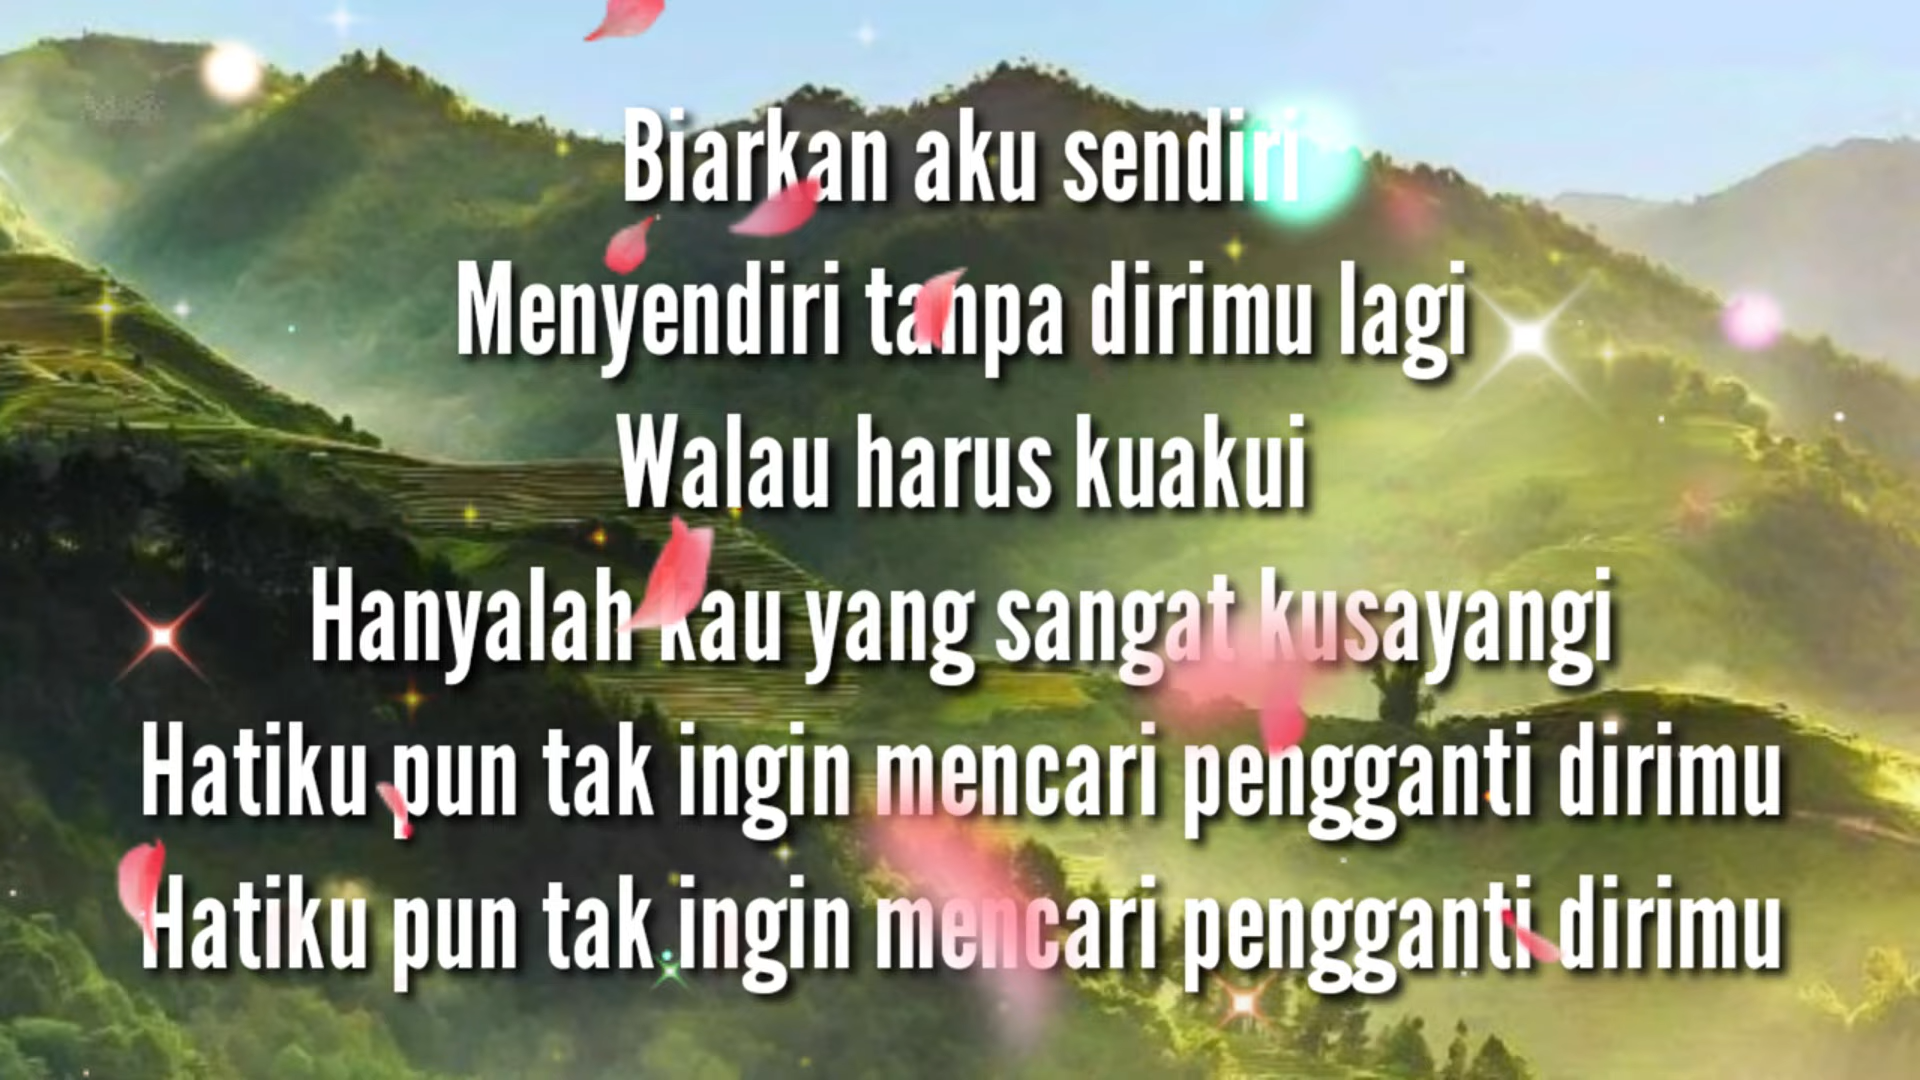 Biarkan aku sendiri
Menyendiri tanpa dirimu lagi
Walau harus kuakui
Hanyalah kau yang sangat kusayangi
Hatiku pun tak ingin mencari pengganti dirimu
Hatiku pun tak ingin mencari pengganti dirimu